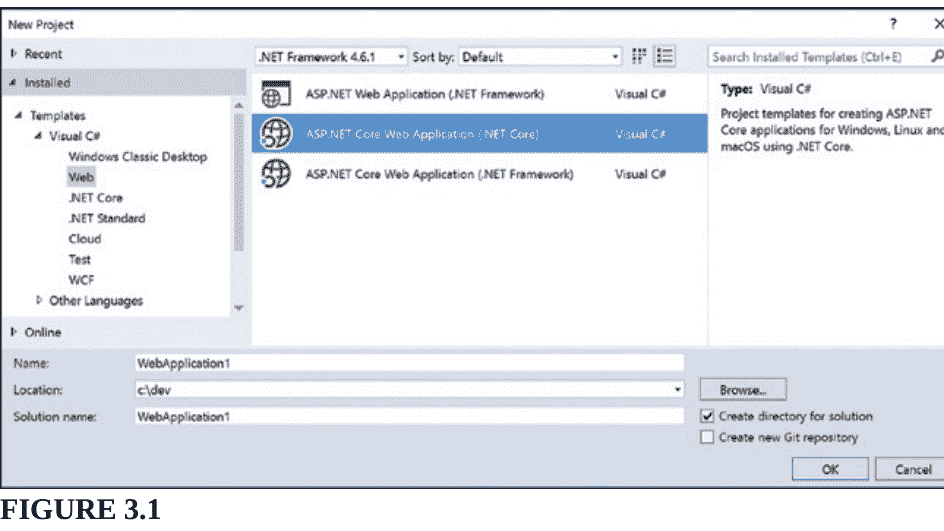 New Project
?
Recent
.NET Framework 4.6.1 Sort by: Default
Search Installed Templates (Ctrl+E)
Installed
Templates
Visual C#
Windows Classic Desktop
Web
.NET Core
.NET Standard
Cloud
Test
WCF
Other Languages
Online
ASP.NET Web Application (.NET Framework) Visual C#
ASP.NET Core Web Application (.NET Core) Visual C#
ASP.NET Core Web Application (.NET Framework) Visual C#
Type: Visual C#
Project templates for creating ASP.NET
Core applications for Windows, Linux and
macOS using .NET Core.
Name: WebApplication1
Location: c:\dev
Browse...
Solution name: WebApplication1
Create directory for solution
Create new Git repository
OK Cancel
FIGURE 3.1